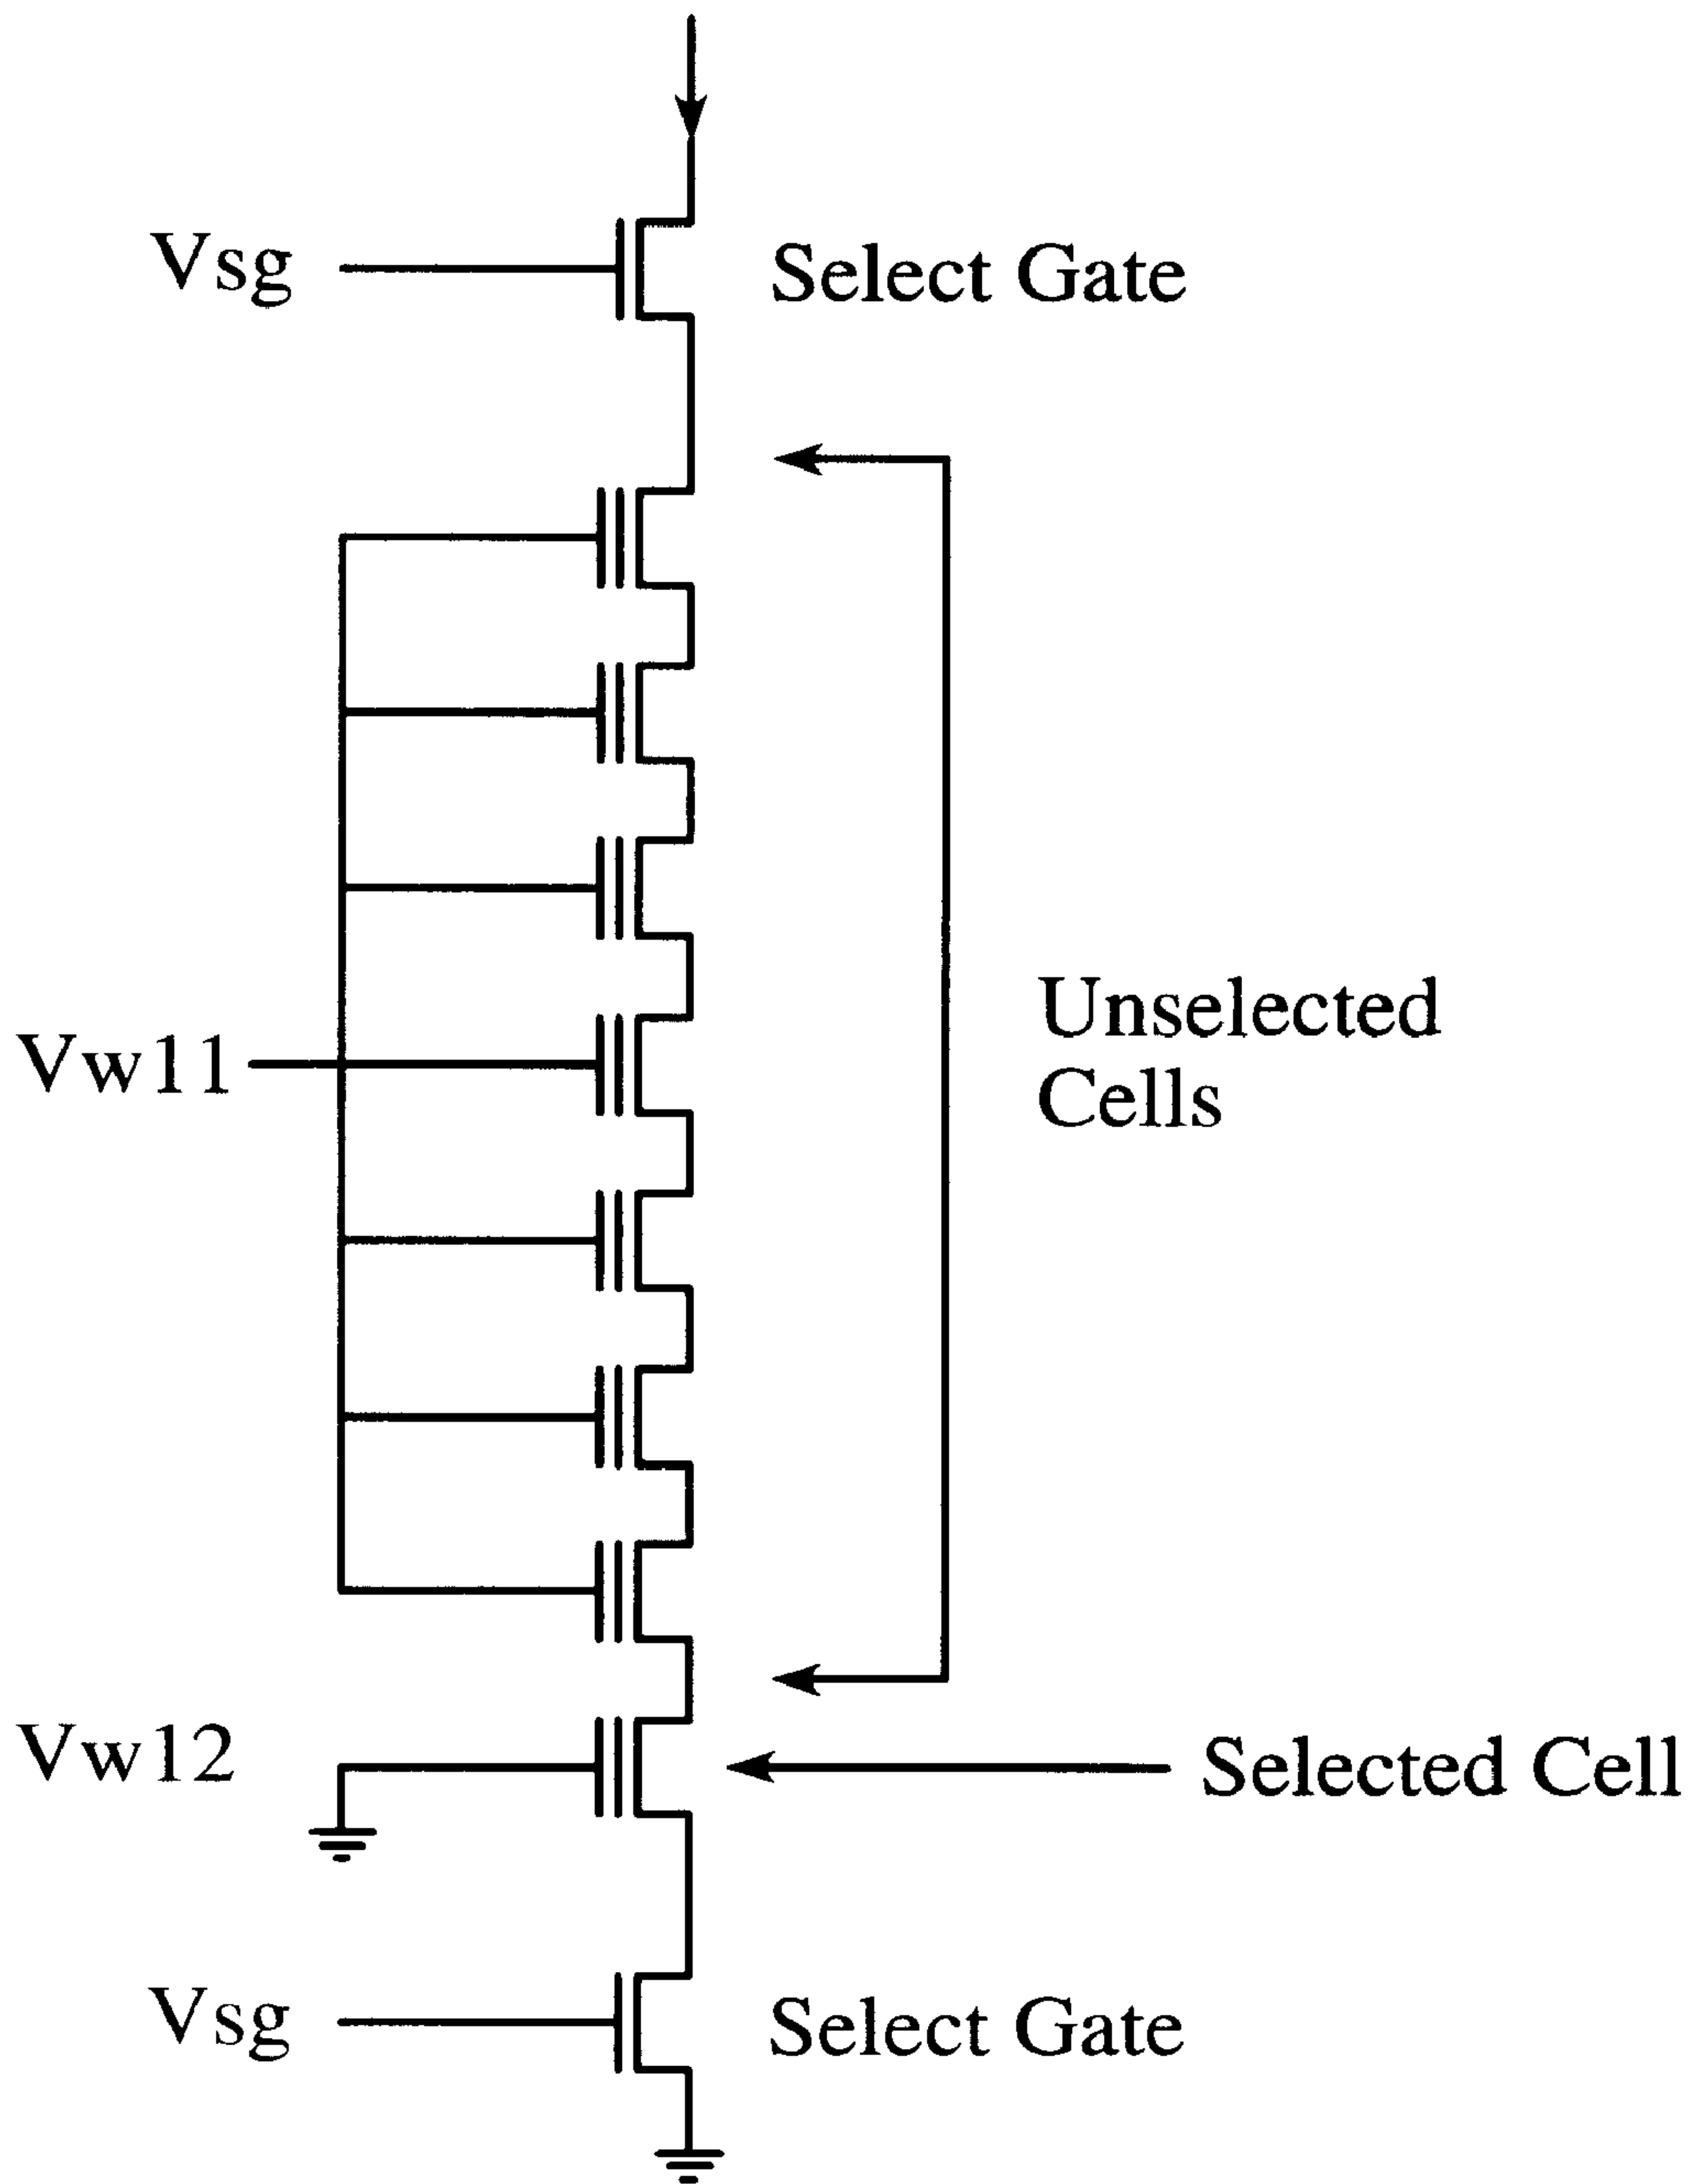 Vsg
Select Gate
Vw11
Unselected
Cells
Vw12
Selected Cell
Vsg
Select Gate